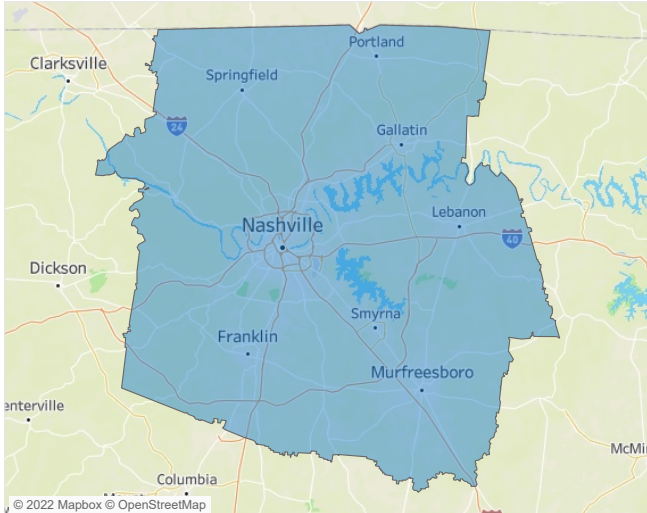 Portland
Clarksville
Springfield
24
Gallatin
Lebanon
Nashville
40
Dickson
Smyrna
Franklin
Murfreesboro
enterville
McMi
Columbia
© 2022 Mapbox © OpenStreetMap